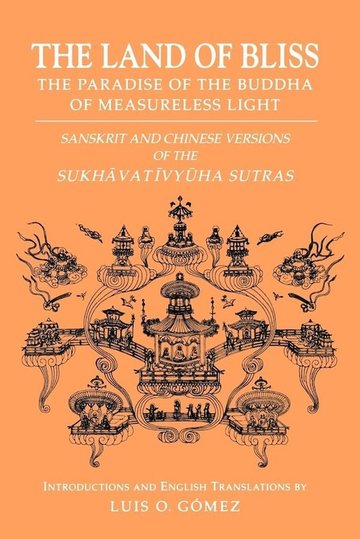 THE LAND OF BLISS
THE PARADISE OF THE BUDDHA
OF MEASURELESS LIGHT
SANSKRIT AND CHINESE VERSIONS
OF THE
SUKHĀVATĪVYŪHA SUTRAS
INTRODUCTIONS AND ENGLISH TRANSLATIONS BY
LUIS O. GÓMEZ